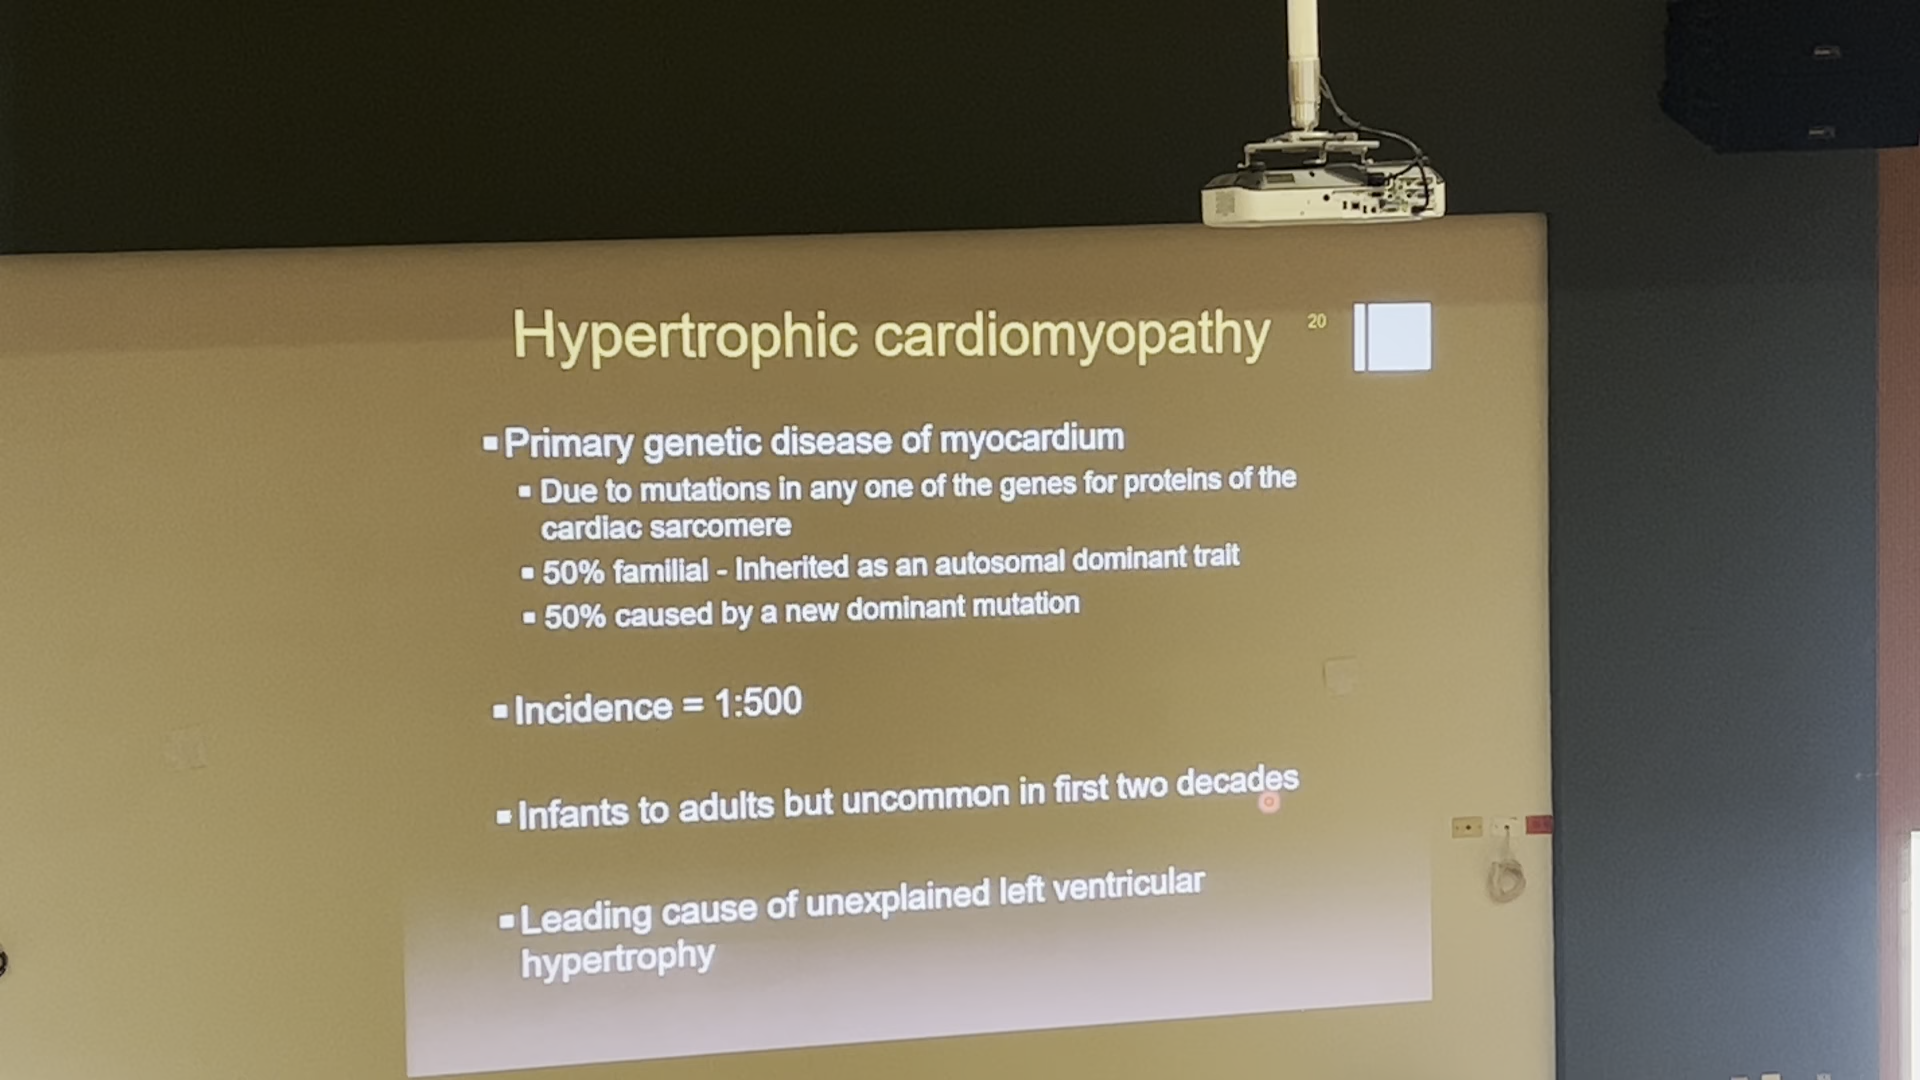 Hypertrophic cardiomyopathy
20
▪ Primary genetic disease of myocardium
▪ Due to mutations in any one of the genes for proteins of the
cardiac sarcomere
▪ 50% familial - Inherited as an autosomal dominant trait
▪ 50% caused by a new dominant mutation
▪ Incidence = 1:500
▪ Infants to adults but uncommon in first two decades
▪ Leading cause of unexplained left ventricular
hypertrophy